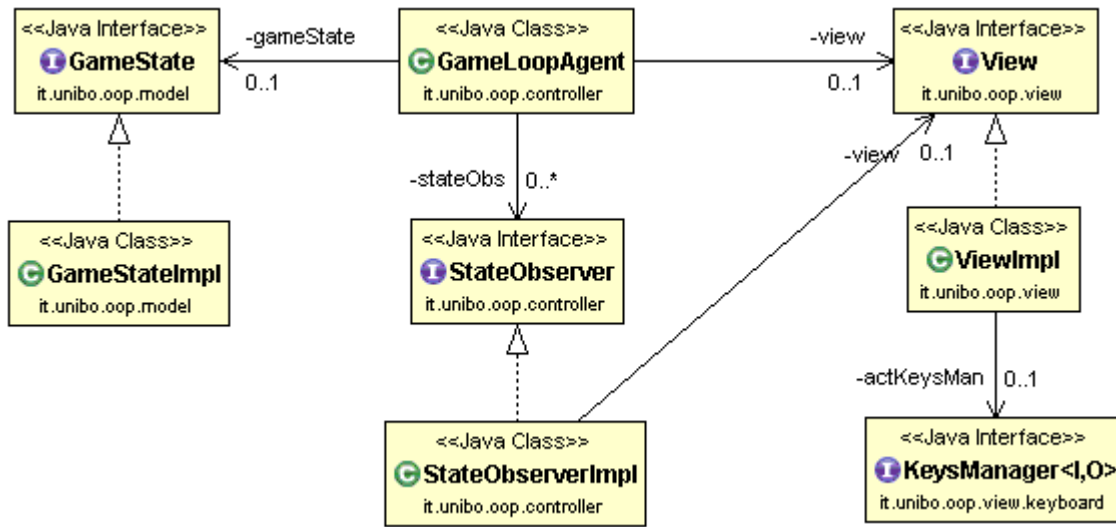 <<Java Interface>>
GameState
it.unibo.oop.model
-gameState
0..1
<<Java Class>>
GameLoopAgent
it.unibo.oop.controller
-view
0..1
<<Java Interface>>
View
it.unibo.oop.view
-view
0..1
-stateObs
0..*
<<Java Class>>
GameStateImpl
it.unibo.oop.model
<<Java Interface>>
StateObserver
it.unibo.oop.controller
<<Java Class>>
ViewImpl
it.unibo.oop.view
-actKeysMan
0..1
<<Java Class>>
StateObserverImpl
it.unibo.oop.controller
<<Java Interface>>
KeysManager<I,O>
it.unibo.oop.view.keyboard